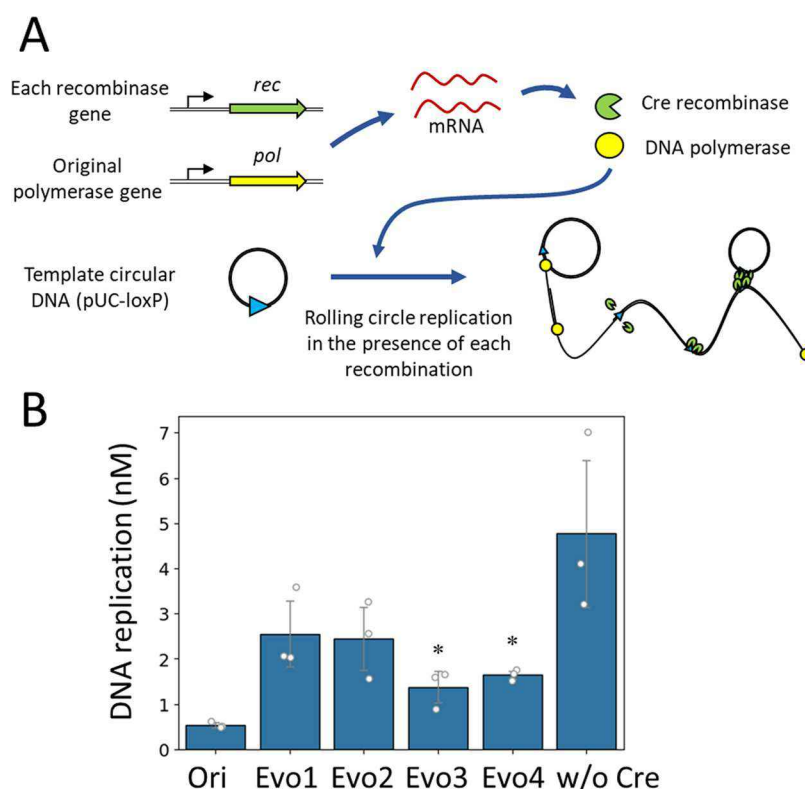 A
Each recombinase
gene
rec
mRNA
Cre recombinase
DNA polymerase
Original
polymerase gene
pol
Template circular
DNA (pUC-loxP)
Rolling circle replication
in the presence of each
recombination
B
DNA replication (nM)
7
6
5
4
3
2
1
0
*
*
Ori Evo1 Evo2 Evo3 Evo4 w/o Cre